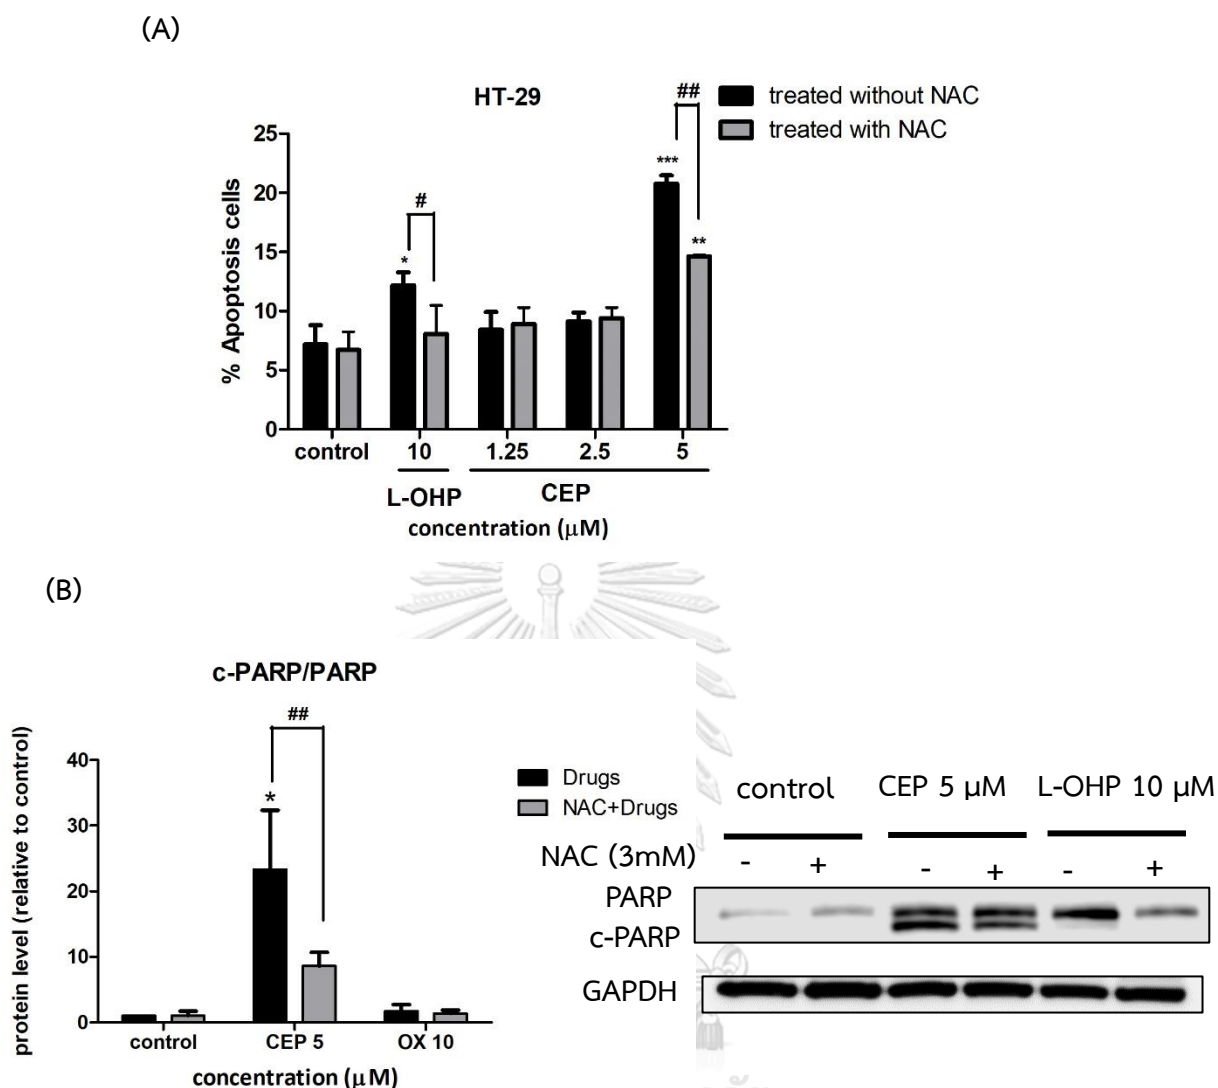 (A)
HT-29
treated without NAC
treated with NAC
% Apoptosis cells
25
20
15
10
5
0
#
##
*
***
**
control
10
1.25
2.5
5
L-OHP
CEP
concentration (µM)
(B)
c-PARP/PARP
protein level (relative to control)
40
30
20
10
0
##
*
Drugs
NAC+Drugs
control
CEP 5
OX 10
concentration (µM)
control CEP 5 µM L-OHP 10 µM
NAC (3mM) - + - + - +
PARP
c-PARP
GAPDH